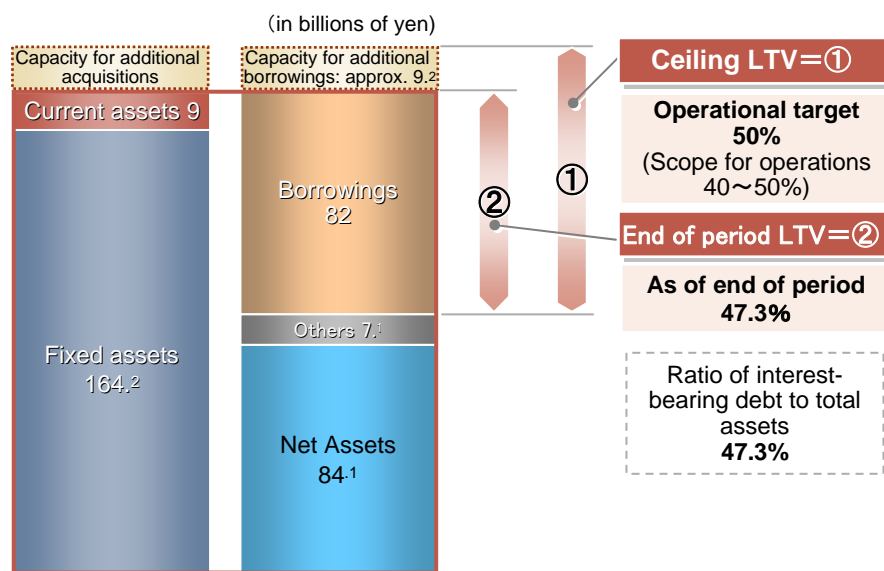 （in billions of yen)
Capacity for additional
acquisitions
Current assets 9
Fixed assets
164.2
Capacity for additional
borrowings: approx. 9.2
Borrowings
82
Others 7.1
Net Assets
84.1
②
①
Ceiling LTV＝①
Operational target
50%
(Scope for operations
40～50%)
End of period LTV＝②
As of end of period
47.3%
Ratio of interest-
bearing debt to total
assets
47.3%